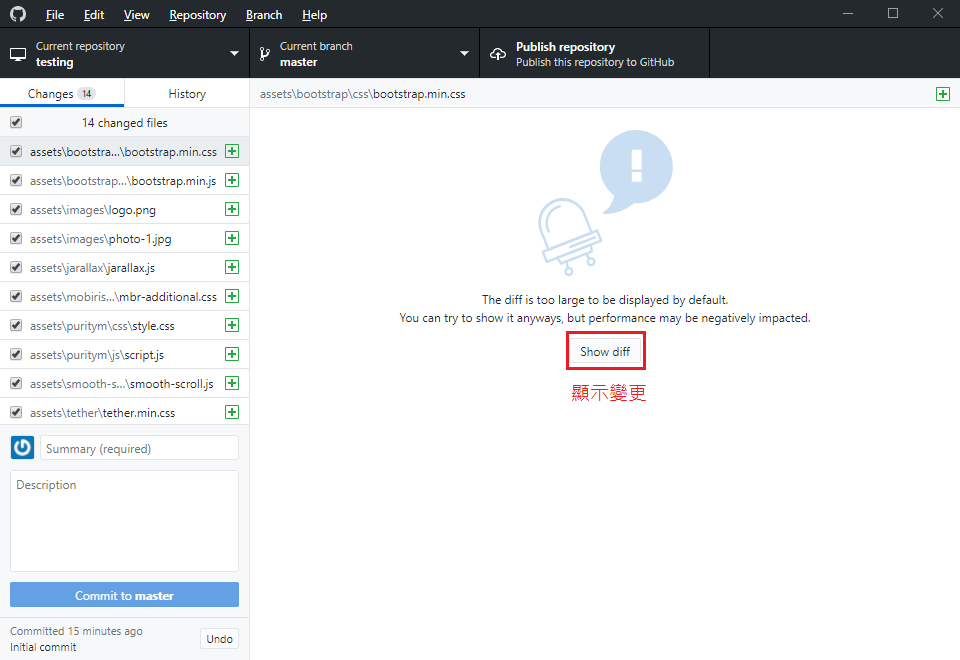 File Edit View Repository Branch Help
Current repository
testing
Current branch
master
Publish repository
Publish this repository to GitHub
Changes 14
History
assets\bootstrap\css\bootstrap.min.css
14 changed files
assets\bootstra...\bootstrap.min.css
assets\bootstrap...\bootstrap.min.js
assets\images\logo.png
assets\images\photo-1.jpg
assets\jarallax\jarallax.js
assets\mobiris...\mbr-additional.css
assets\puritym\css\style.css
assets\puritym\js\script.js
assets\smooth-s...\smooth-scroll.js
assets\tether\tether.min.css
The diff is too large to be displayed by default.
You can try to show it anyways, but performance may be negatively impacted.
Show diff
顯示變更
Summary (required)
Description
Commit to master
Committed 15 minutes ago
Initial commit
Undo